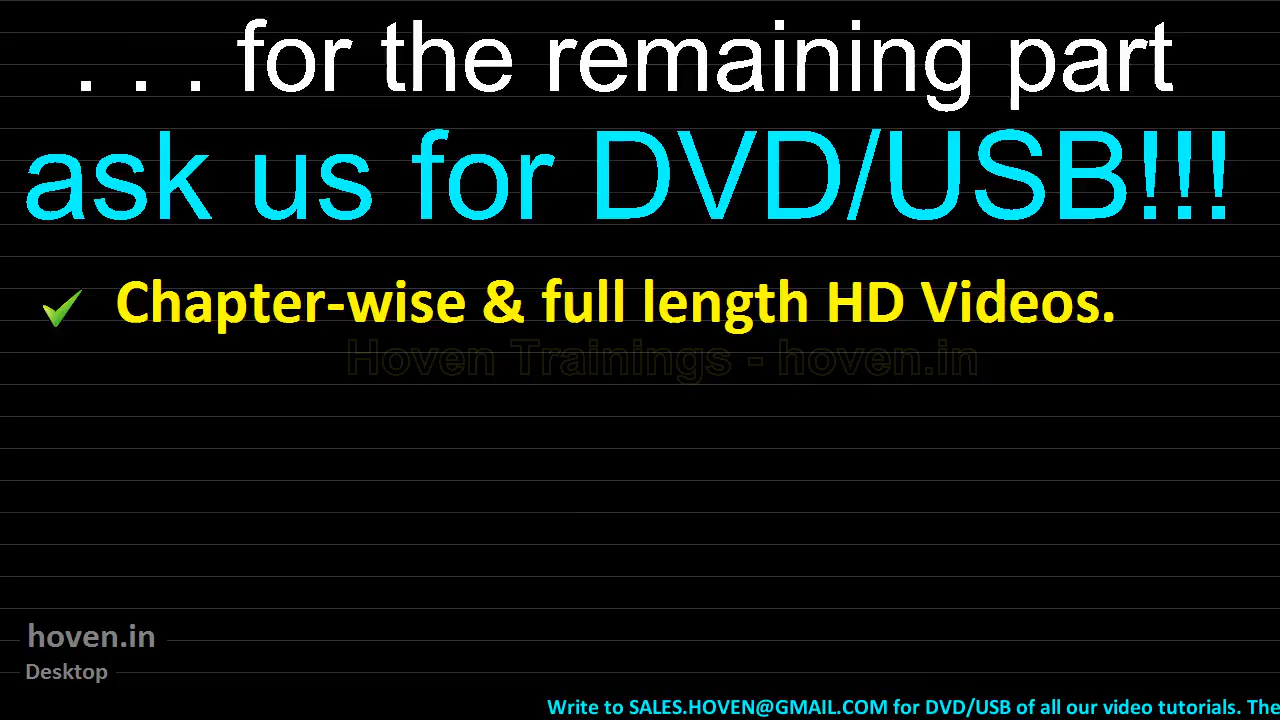 . . . for the remaining part
ask us for DVD/USB!!!
Chapter-wise & full length HD Videos.
Hoven Trainings - hoven.in
hoven.in
Desktop
Write to SALES.HOVEN@GMAIL.COM for DVD/USB of all our video tutorials. The